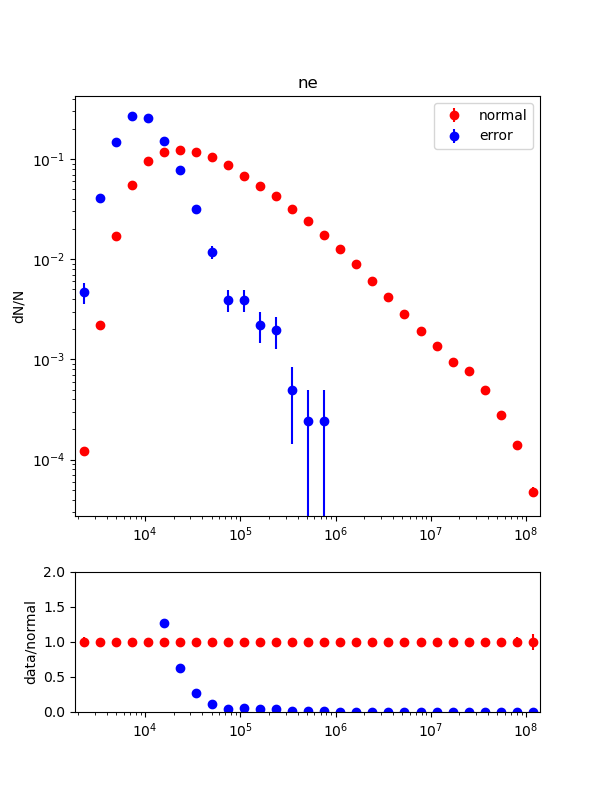 ne
normal
error
dN/N
10⁻¹
10⁻²
10⁻³
10⁻⁴
10⁴ 10⁵ 10⁶ 10⁷ 10⁸
data/normal
2.0
1.5
1.0
0.5
0.0
10⁴ 10⁵ 10⁶ 10⁷ 10⁸